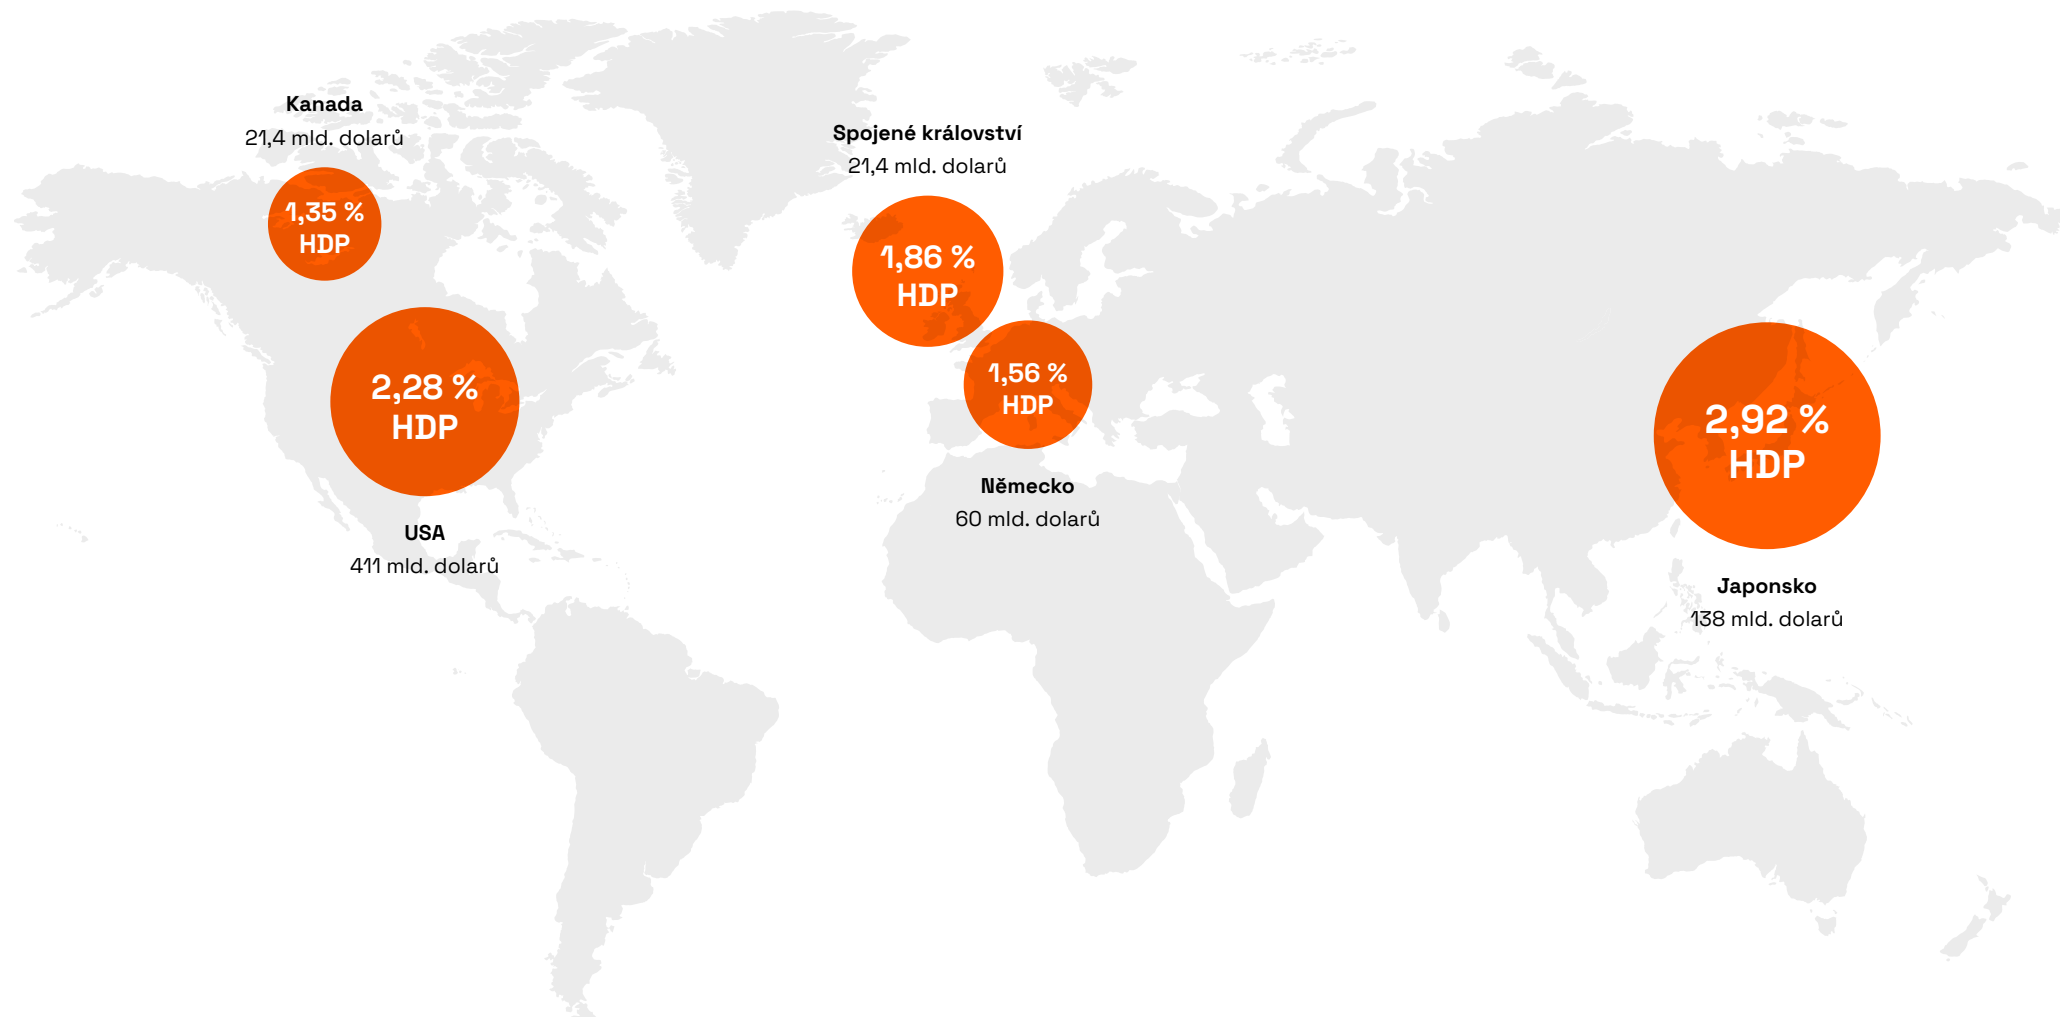 Kanada
21,4 mld. dolarů
1,35 %
HDP
2,28 %
HDP
USA
411 mld. dolarů
Spojené království
21,4 mld. dolarů
1,86 %
HDP
1,56 %
HDP
Německo
60 mld. dolarů
2,92 %
HDP
Japonsko
138 mld. dolarů